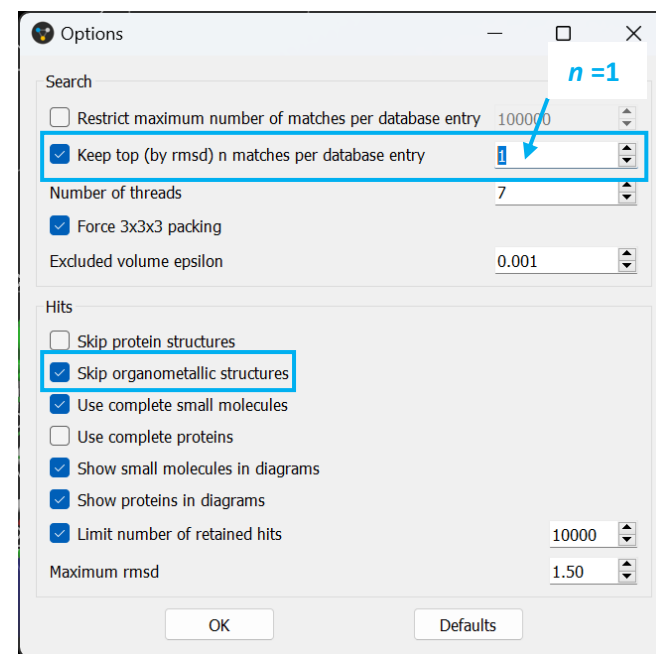 Options
n =1
Search
Restrict maximum number of matches per database entry 100000
Keep top (by rmsd) n matches per database entry 1
Number of threads 7
Force 3x3x3 packing
Excluded volume epsilon 0.001
Hits
Skip protein structures
Skip organometallic structures
Use complete small molecules
Use complete proteins
Show small molecules in diagrams
Show proteins in diagrams
Limit number of retained hits 10000
Maximum rmsd 1.50
OK Defaults